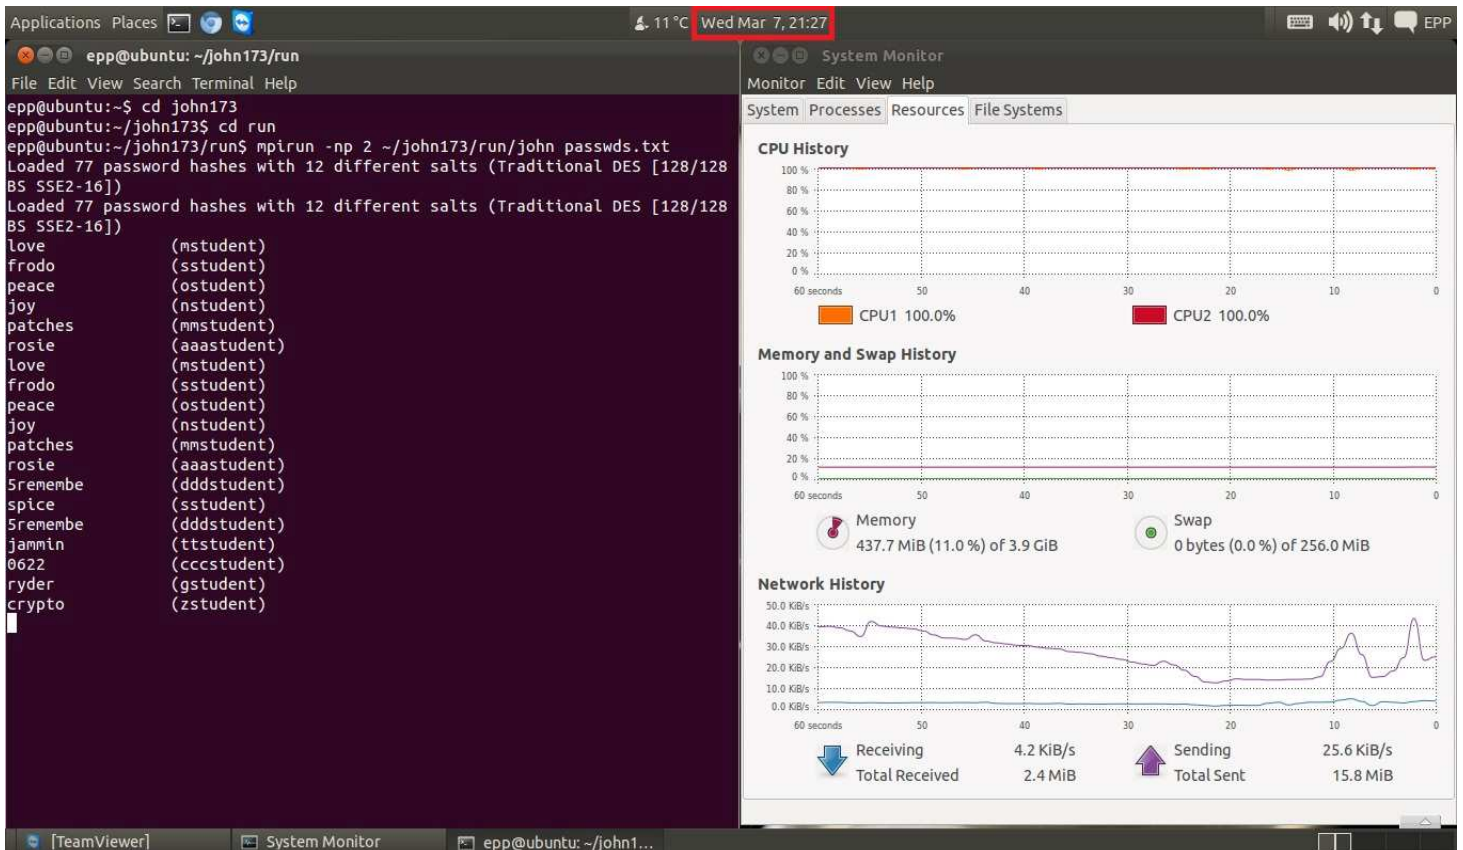 Applications Places 11 °C Wed Mar 7, 21:27 EPP
epp@ubuntu: ~/john173/run
File Edit View Search Terminal Help
epp@ubuntu:~$ cd john173
epp@ubuntu:~/john173$ cd run
epp@ubuntu:~/john173/run$ mpirun -np 2 ~/john173/run/john passwds.txt
Loaded 77 password hashes with 12 different salts (Traditional DES [128/128
BS SSE2-16])
Loaded 77 password hashes with 12 different salts (Traditional DES [128/128
BS SSE2-16])
love (mstudent)
frodo (sstudent)
peace (ostudent)
joy (nstudent)
patches (mmstudent)
rosie (aaastudent)
love (mstudent)
frodo (sstudent)
peace (ostudent)
joy (nstudent)
patches (mmstudent)
rosie (aaastudent)
5remembe (dddstudent)
spice (sstudent)
5remembe (dddstudent)
jammin (ttstudent)
0622 (cccstudent)
ryder (gstudent)
crypto (zstudent)
System Monitor
Monitor Edit View Help
System Processes Resources File Systems
CPU History
100 %
80 %
60 %
40 %
20 %
0 %
60 seconds 50 40 30 20 10 0
CPU1 100.0% CPU2 100.0%
Memory and Swap History
100 %
80 %
60 %
40 %
20 %
0 %
60 seconds 50 40 30 20 10 0
Memory Swap
437.7 MiB (11.0 %) of 3.9 GiB 0 bytes (0.0 %) of 256.0 MiB
Network History
50.0 KiB/s
40.0 KiB/s
30.0 KiB/s
20.0 KiB/s
10.0 KiB/s
0.0 KiB/s
60 seconds 50 40 30 20 10 0
Receiving 4.2 KiB/s Sending 25.6 KiB/s
Total Received 2.4 MiB Total Sent 15.8 MiB
[TeamViewer] System Monitor epp@ubuntu: ~/john1...